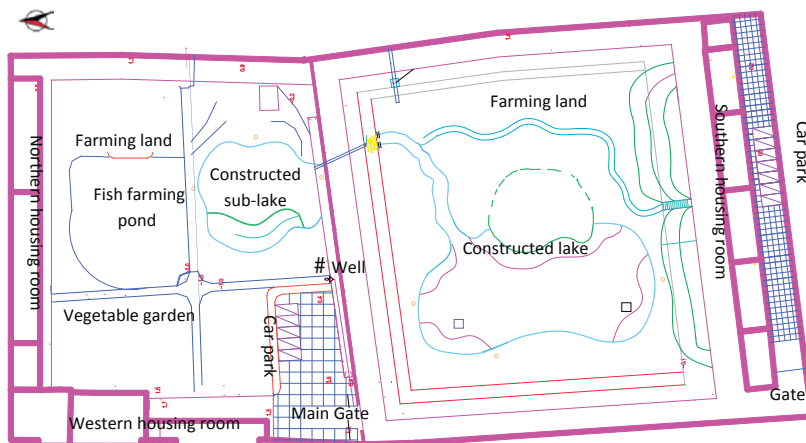 Farming land
Farming land
Fish farming
pond
Constructed
sub-lake
Northern housing room
Southern housing room
Car park
Constructed lake
# Well
Vegetable garden
Car park
Main Gate
Gate
Western housing room